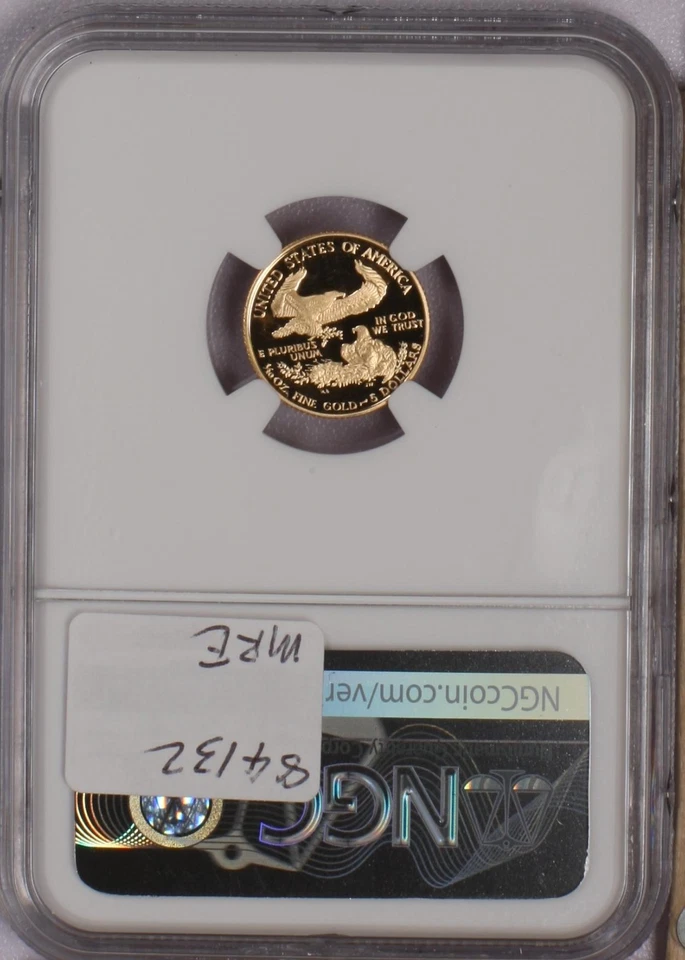 UNITED STATES OF AMERICA
IN GOD
WE TRUST
E PLURIBUS
UNUM
1/10 OZ. FINE GOLD~5 DOLLARS
MRE
84132
NGCcoin.com/ver
NGC